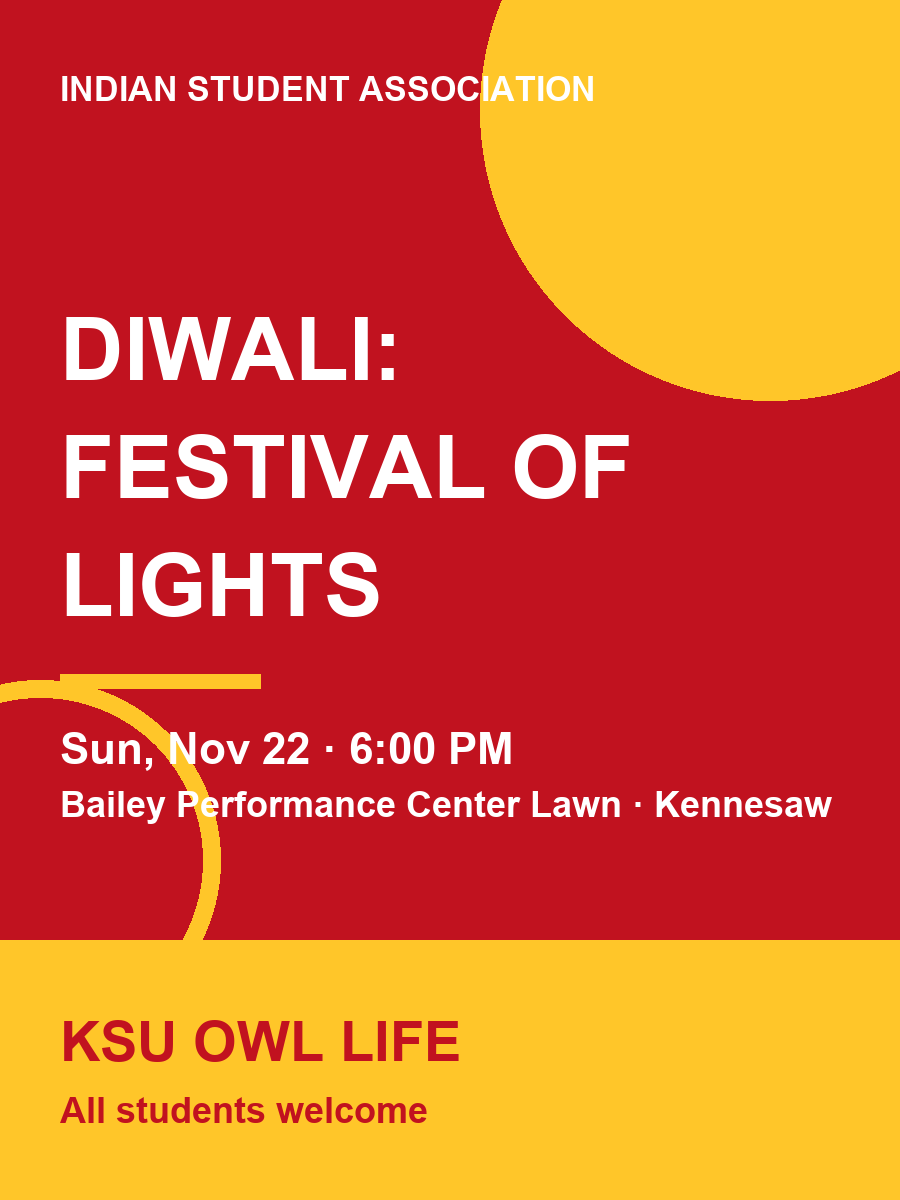 INDIAN STUDENT ASSOCIATION
DIWALI:
FESTIVAL OF
LIGHTS
Sun, Nov 22 · 6:00 PM
Bailey Performance Center Lawn · Kennesaw
KSU OWL LIFE
All students welcome